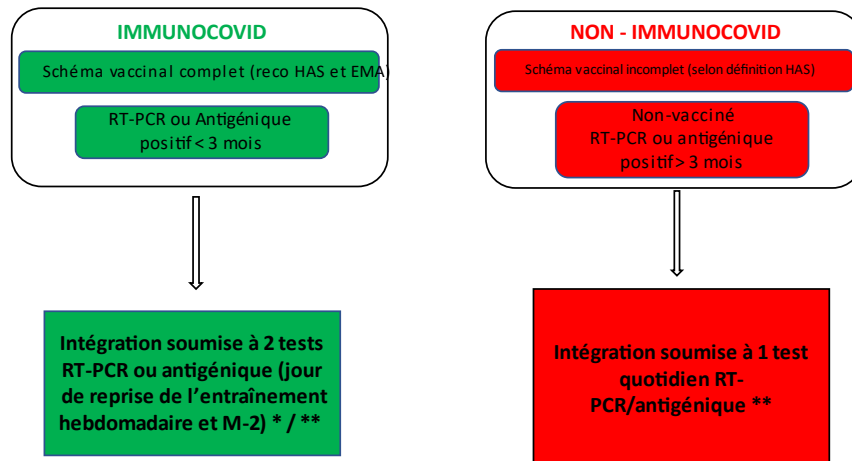 IMMUNOCOVID
Schéma vaccinal complet (reco HAS et EMA)
RT-PCR ou Antigénique
positif < 3 mois
Intégration soumise à 2 tests
RT-PCR ou antigénique (jour
de reprise de l’entraînement
hebdomadaire et M-2) * / **
NON - IMMUNOCOVID
Schéma vaccinal incomplet (selon définition HAS)
Non-vacciné
RT-PCR ou antigénique
positif > 3 mois
Intégration soumise à 1 test
quotidien RT-
PCR/antigénique **